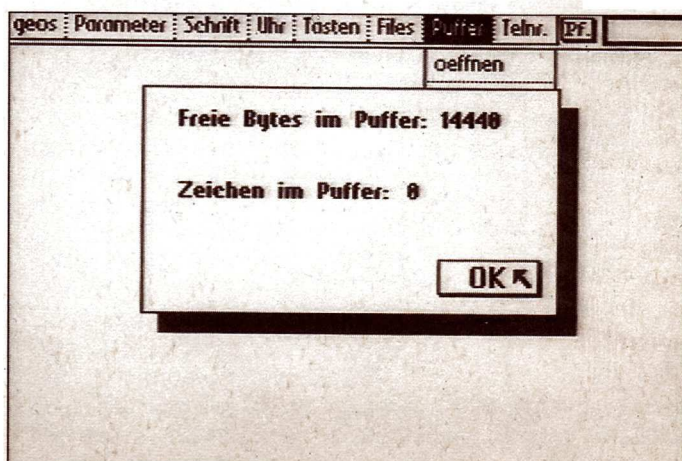 geos Parameter Schrift Uhr Tasten Files Puffer Telnr. Pf.
oeffnen
Freie Bytes im Puffer: 14440
Zeichen im Puffer: 0
OK